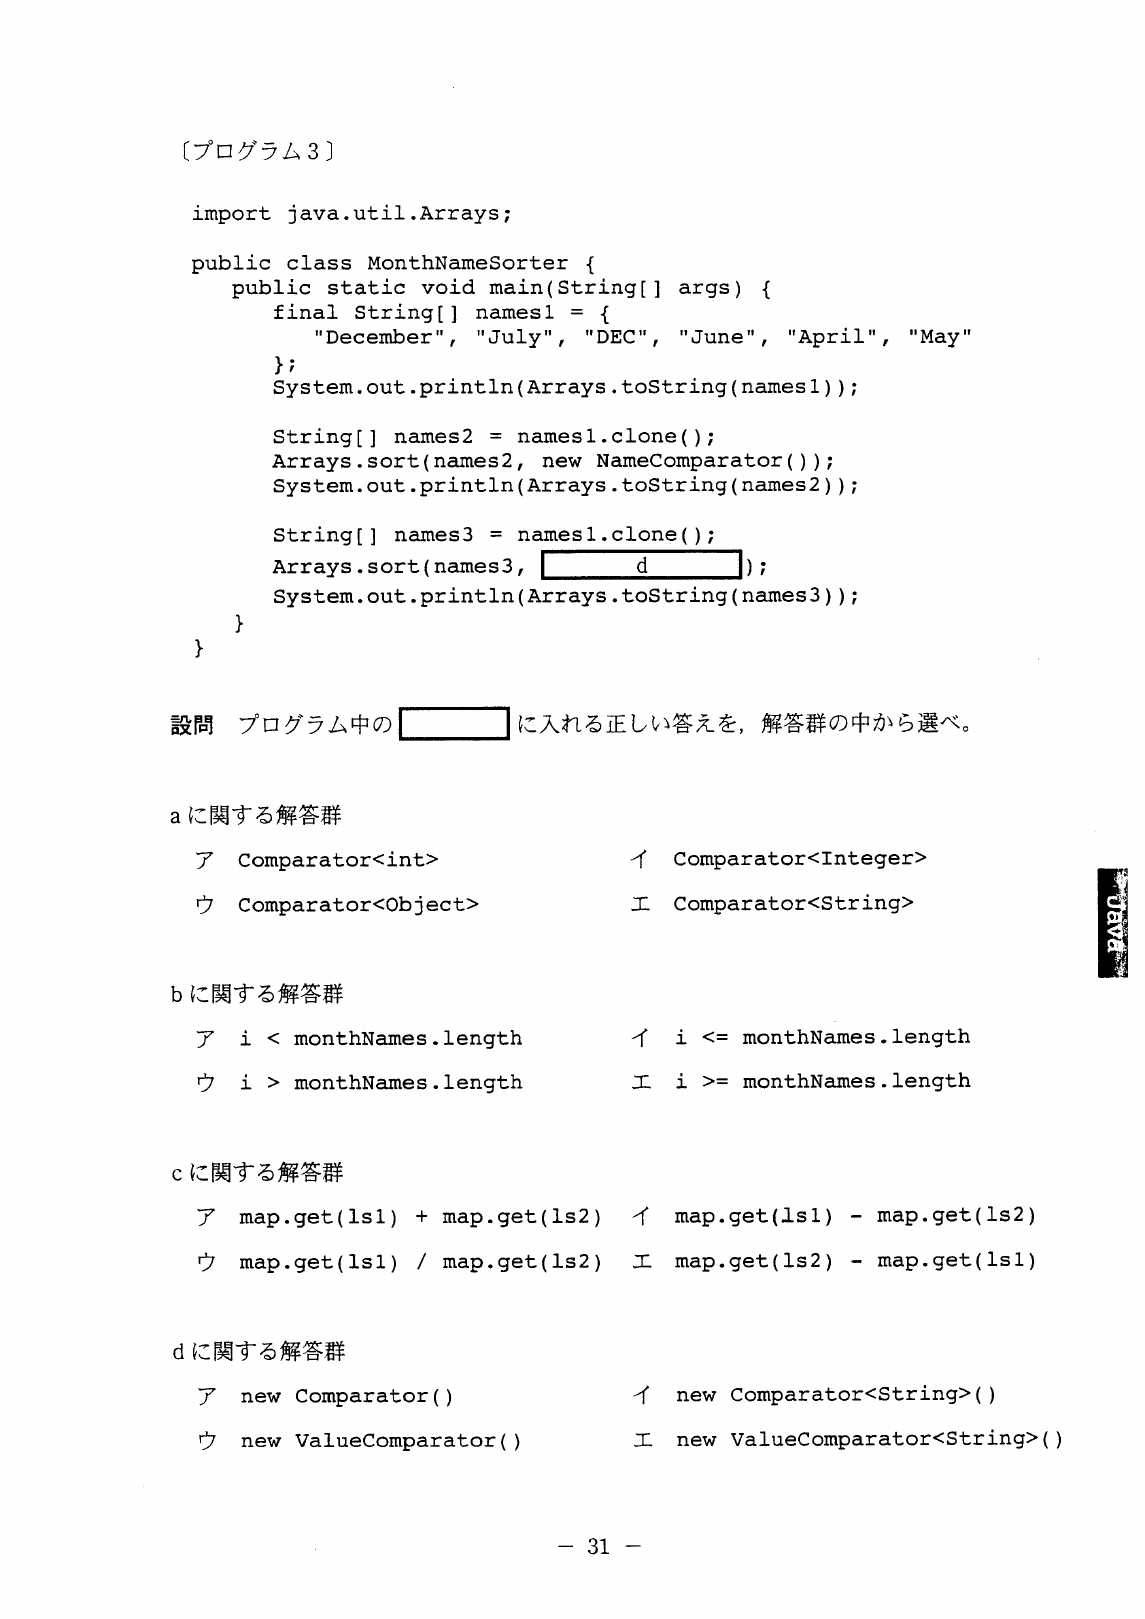 〔プログラム3〕
import java.util.Arrays;
public class MonthNameSorter {
public static void main(String[] args) {
final String[] names1 = {
"December", "July", "DEC", "June", "April", "May"
};
System.out.println(Arrays.toString(names1));
String[] names2 = names1.clone();
Arrays.sort(names2, new NameComparator());
System.out.println(Arrays.toString(names2));
String[] names3 = names1.clone();
Arrays.sort(names3, d );
System.out.println(Arrays.toString(names3));
}
}
設問 プログラム中の に入れる正しい答えを，解答群の中から選べ。
a に関する解答群
ア Comparator<int> イ Comparator<Integer>
ウ Comparator<Object> エ Comparator<String>
Java
b に関する解答群
ア i < monthNames.length イ i <= monthNames.length
ウ i > monthNames.length エ i >= monthNames.length
c に関する解答群
ア map.get(ls1) + map.get(ls2) イ map.get(ls1) - map.get(ls2)
ウ map.get(ls1) / map.get(ls2) エ map.get(ls2) - map.get(ls1)
d に関する解答群
ア new Comparator() イ new Comparator<String>()
ウ new ValueComparator() エ new ValueComparator<String>()
― 31 ―